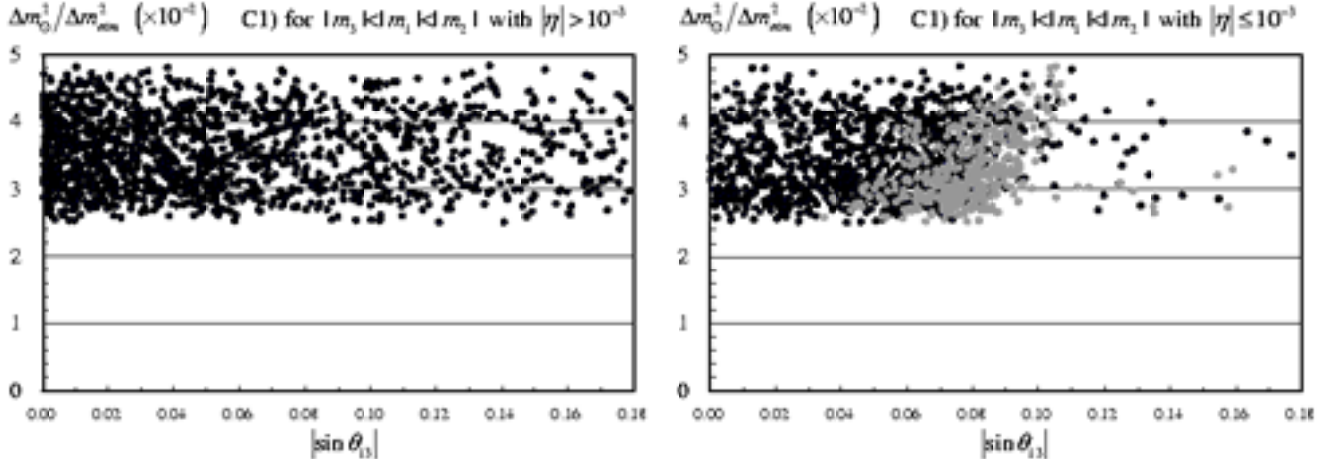 Δm²⊙/Δm²atm (×10⁻²) C1) for |m₃|<|m₁|<|m₂| with |η|>10⁻³
5
4
3
2
1
0
0.00 0.02 0.04 0.06 0.08 0.10 0.12 0.14 0.16 0.18
|sin θ₁₃|
Δm²⊙/Δm²atm (×10⁻²) C1) for |m₃|<|m₁|<|m₂| with |η|≤10⁻³
5
4
3
2
1
0
0.00 0.02 0.04 0.06 0.08 0.10 0.12 0.14 0.16 0.18
|sin θ₁₃|